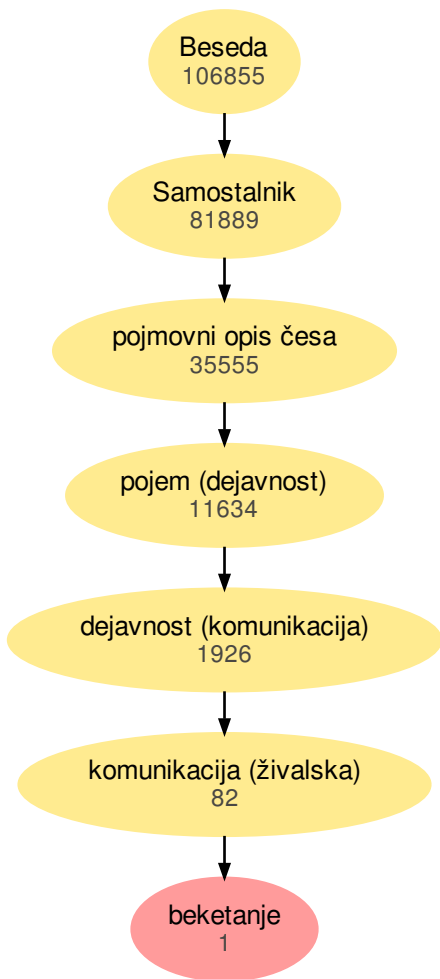 Beseda
106855
Samostalnik
81889
pojmovni opis česa
35555
pojem (dejavnost)
11634
dejavnost (komunikacija)
1926
komunikacija (živalska)
82
beketanje
1